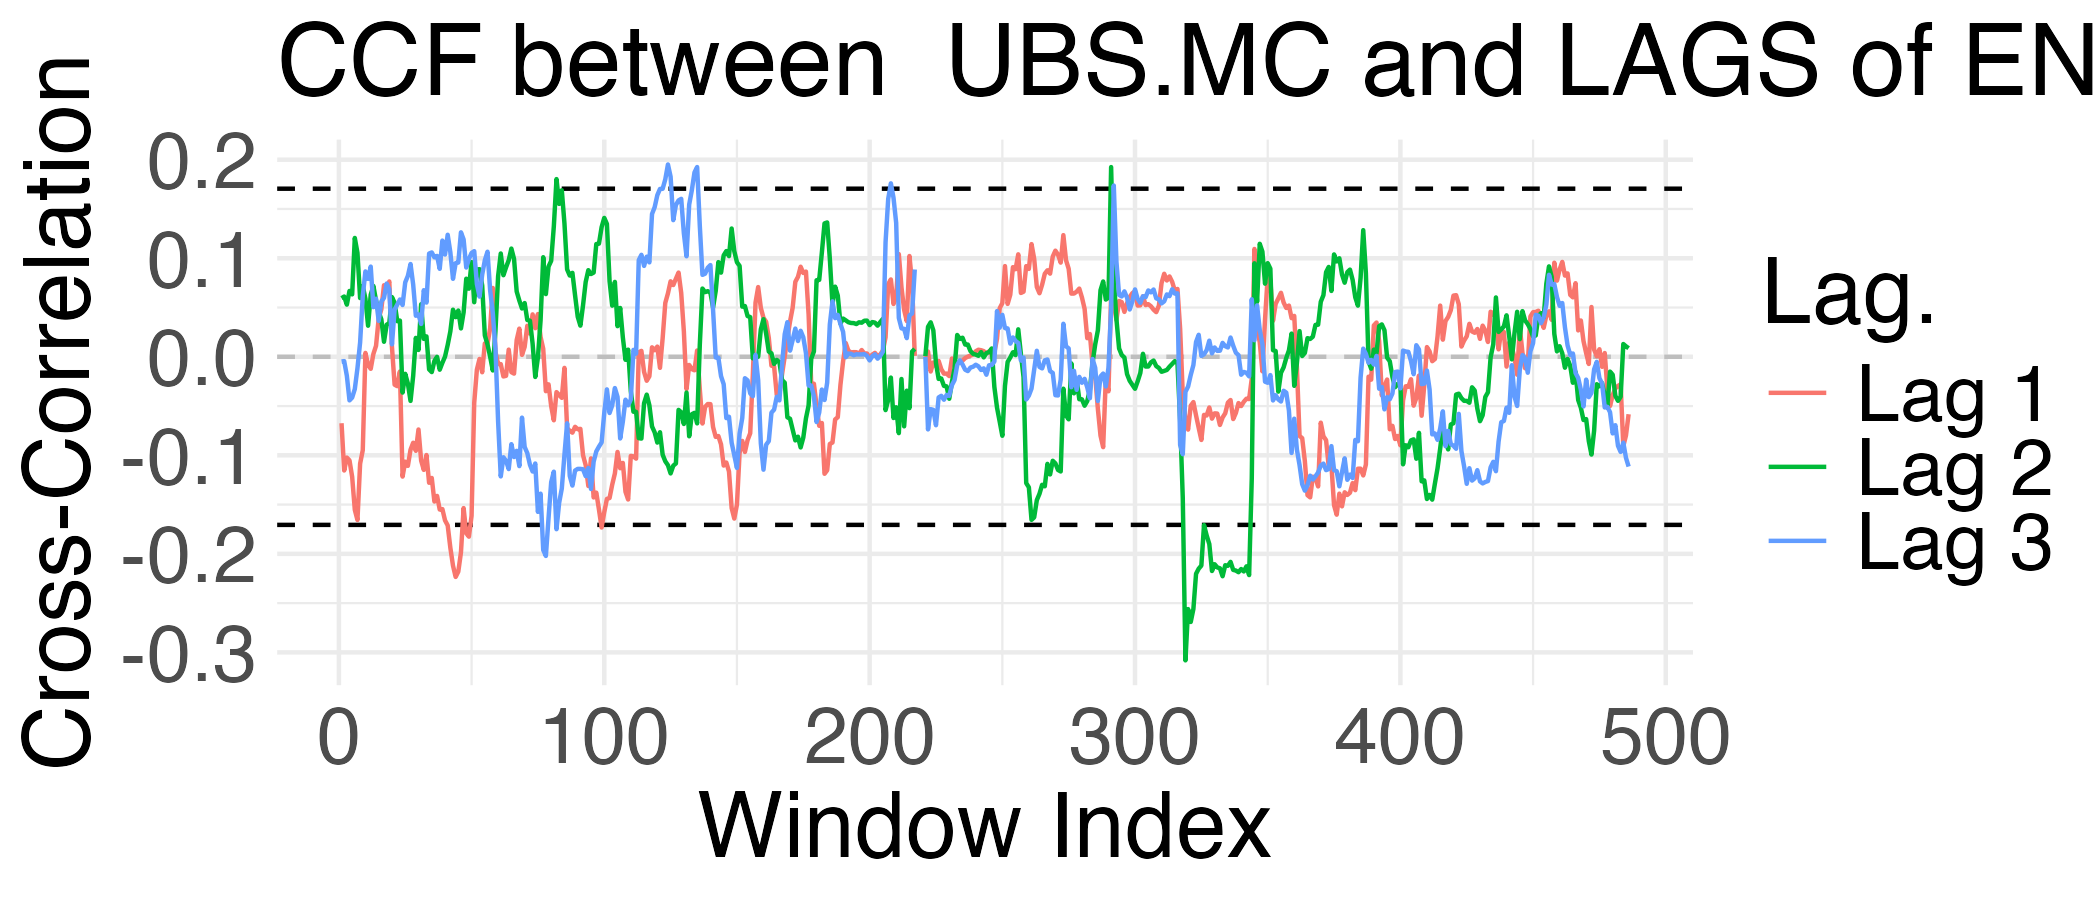 CCF between UBS.MC and LAGS of EN
Cross-Correlation
0.2
0.1
0.0
-0.1
-0.2
-0.3
0 100 200 300 400 500
Window Index
Lag.
Lag 1
Lag 2
Lag 3